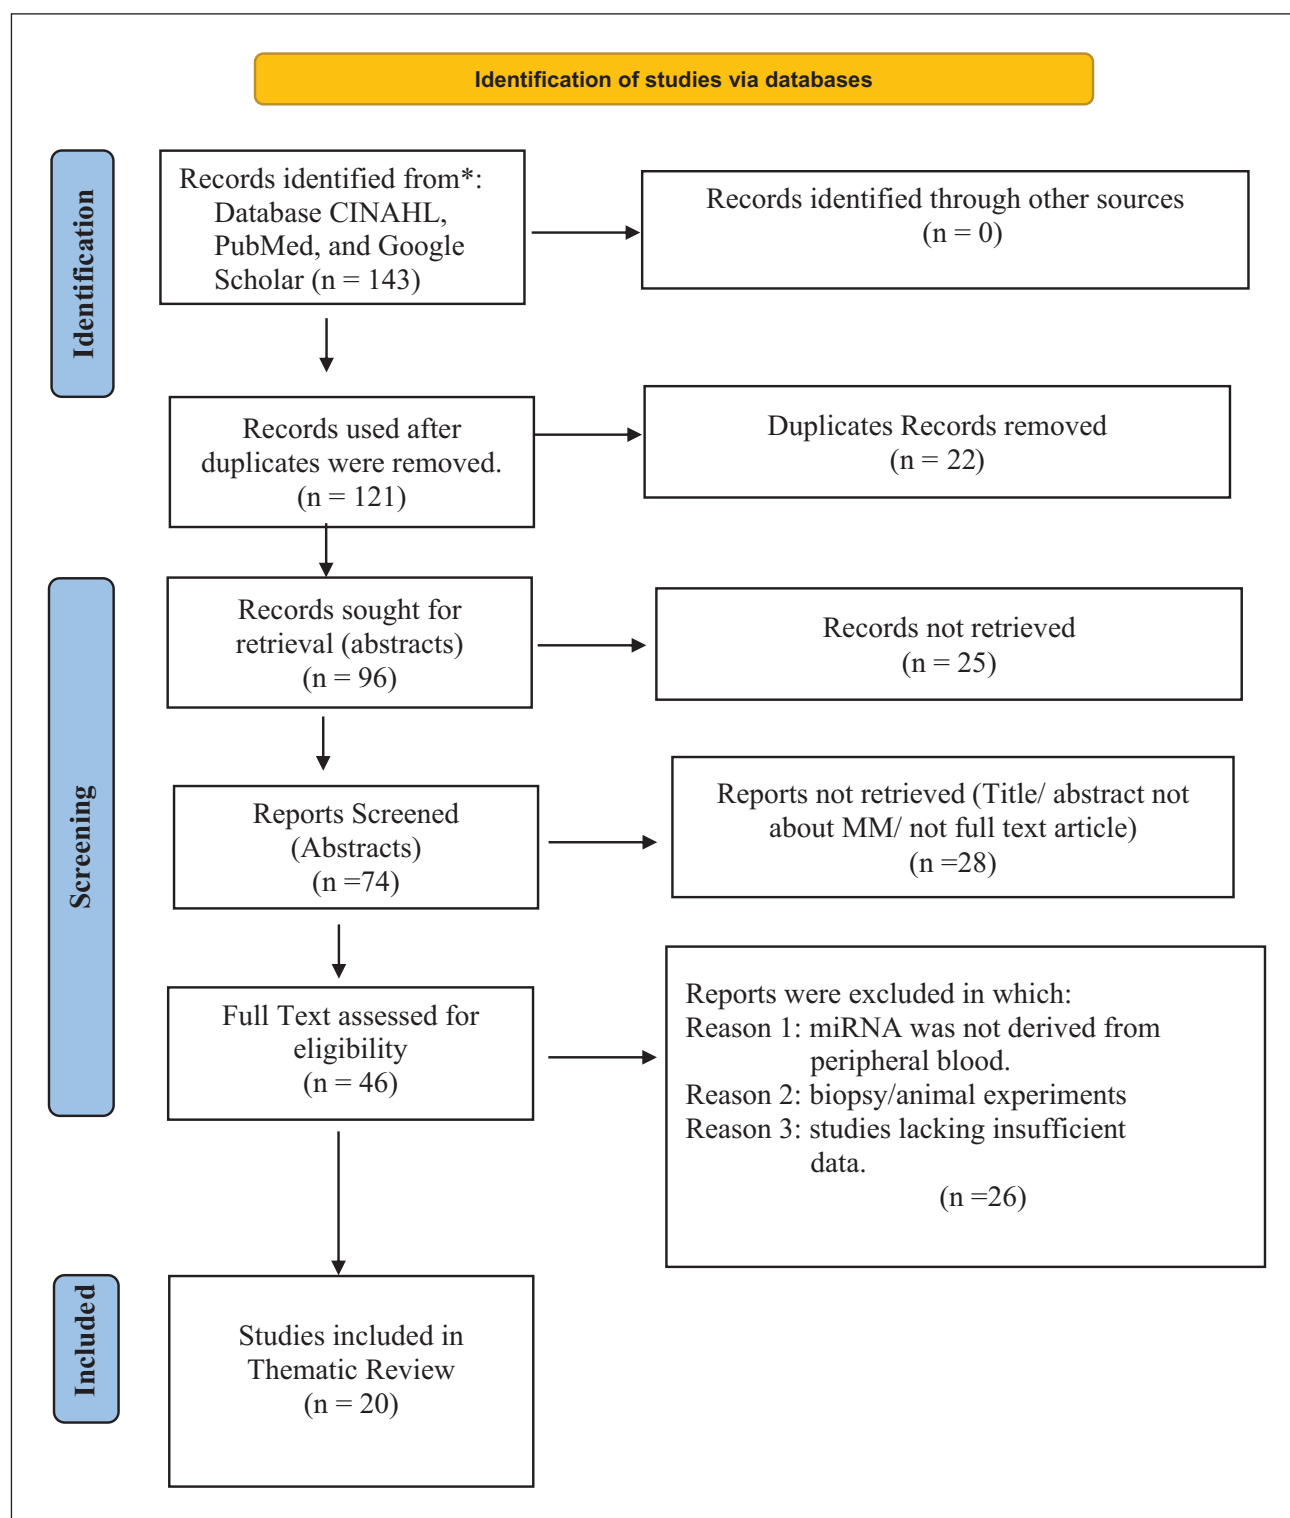 Identification of studies via databases
Identification
Records identified from*:
Database CINAHL,
PubMed, and Google
Scholar (n = 143)
Records identified through other sources
(n = 0)
Records used after
duplicates were removed.
(n = 121)
Duplicates Records removed
(n = 22)
Screening
Records sought for
retrieval (abstracts)
(n = 96)
Records not retrieved
(n = 25)
Reports Screened
(Abstracts)
(n =74)
Reports not retrieved (Title/ abstract not
about MM/ not full text article)
(n =28)
Full Text assessed for
eligibility
(n = 46)
Reports were excluded in which:
Reason 1: miRNA was not derived from
peripheral blood.
Reason 2: biopsy/animal experiments
Reason 3: studies lacking insufficient
data.
(n =26)
Included
Studies included in
Thematic Review
(n = 20)